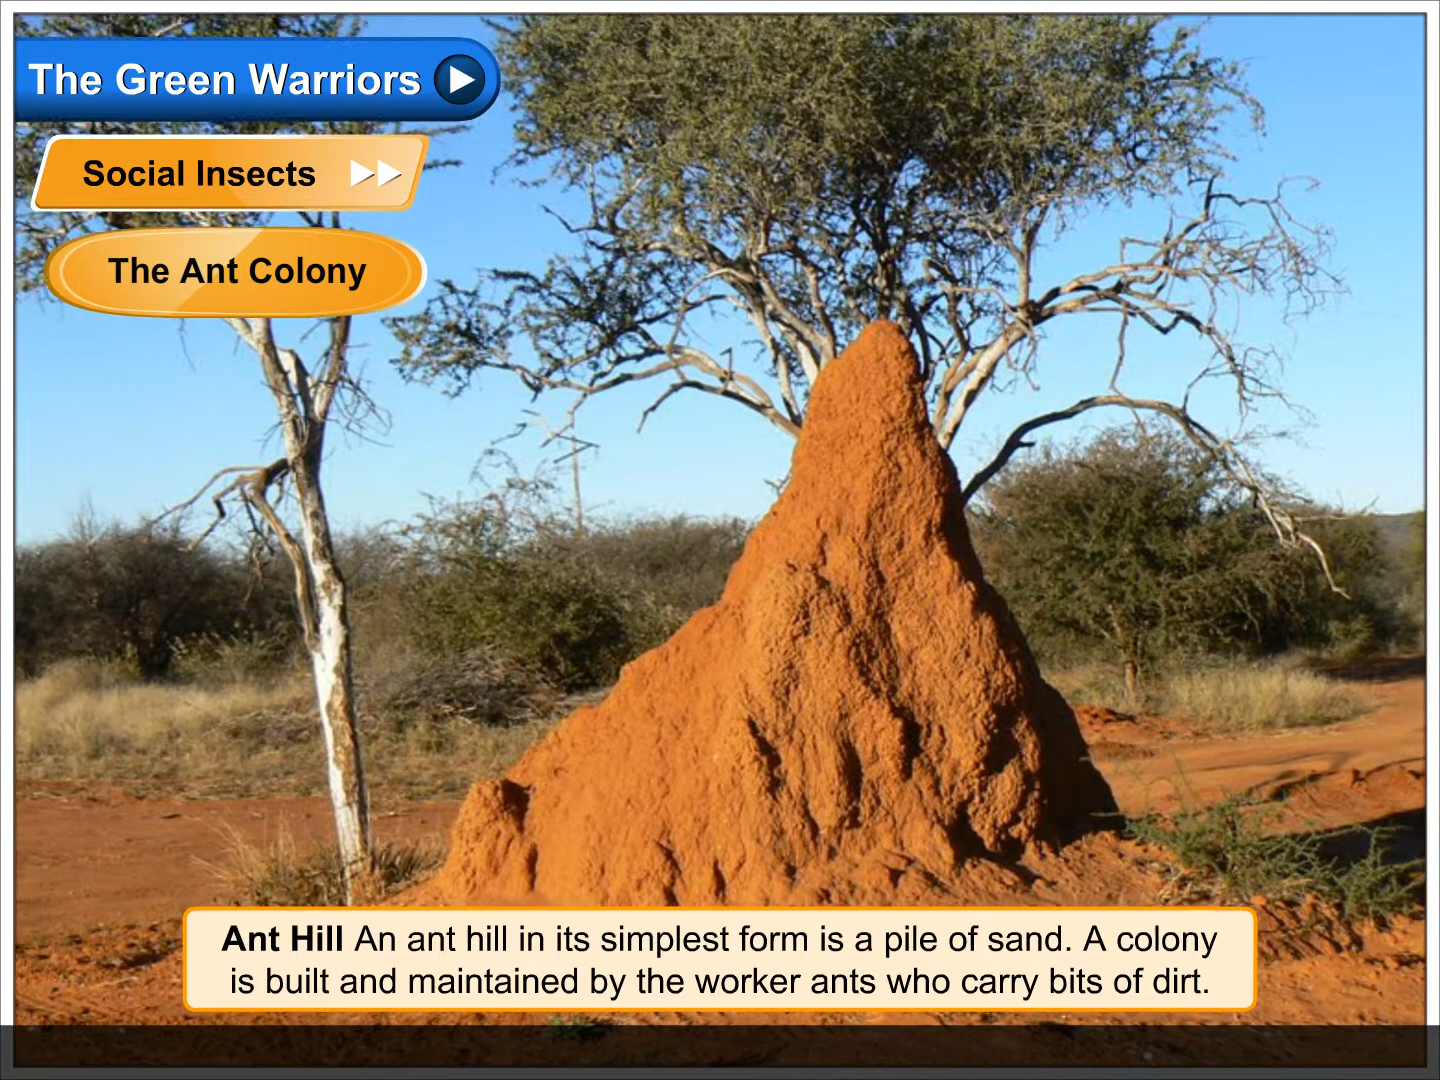 The Green Warriors
Social Insects
The Ant Colony
Ant Hill An ant hill in its simplest form is a pile of sand. A colony
is built and maintained by the worker ants who carry bits of dirt.